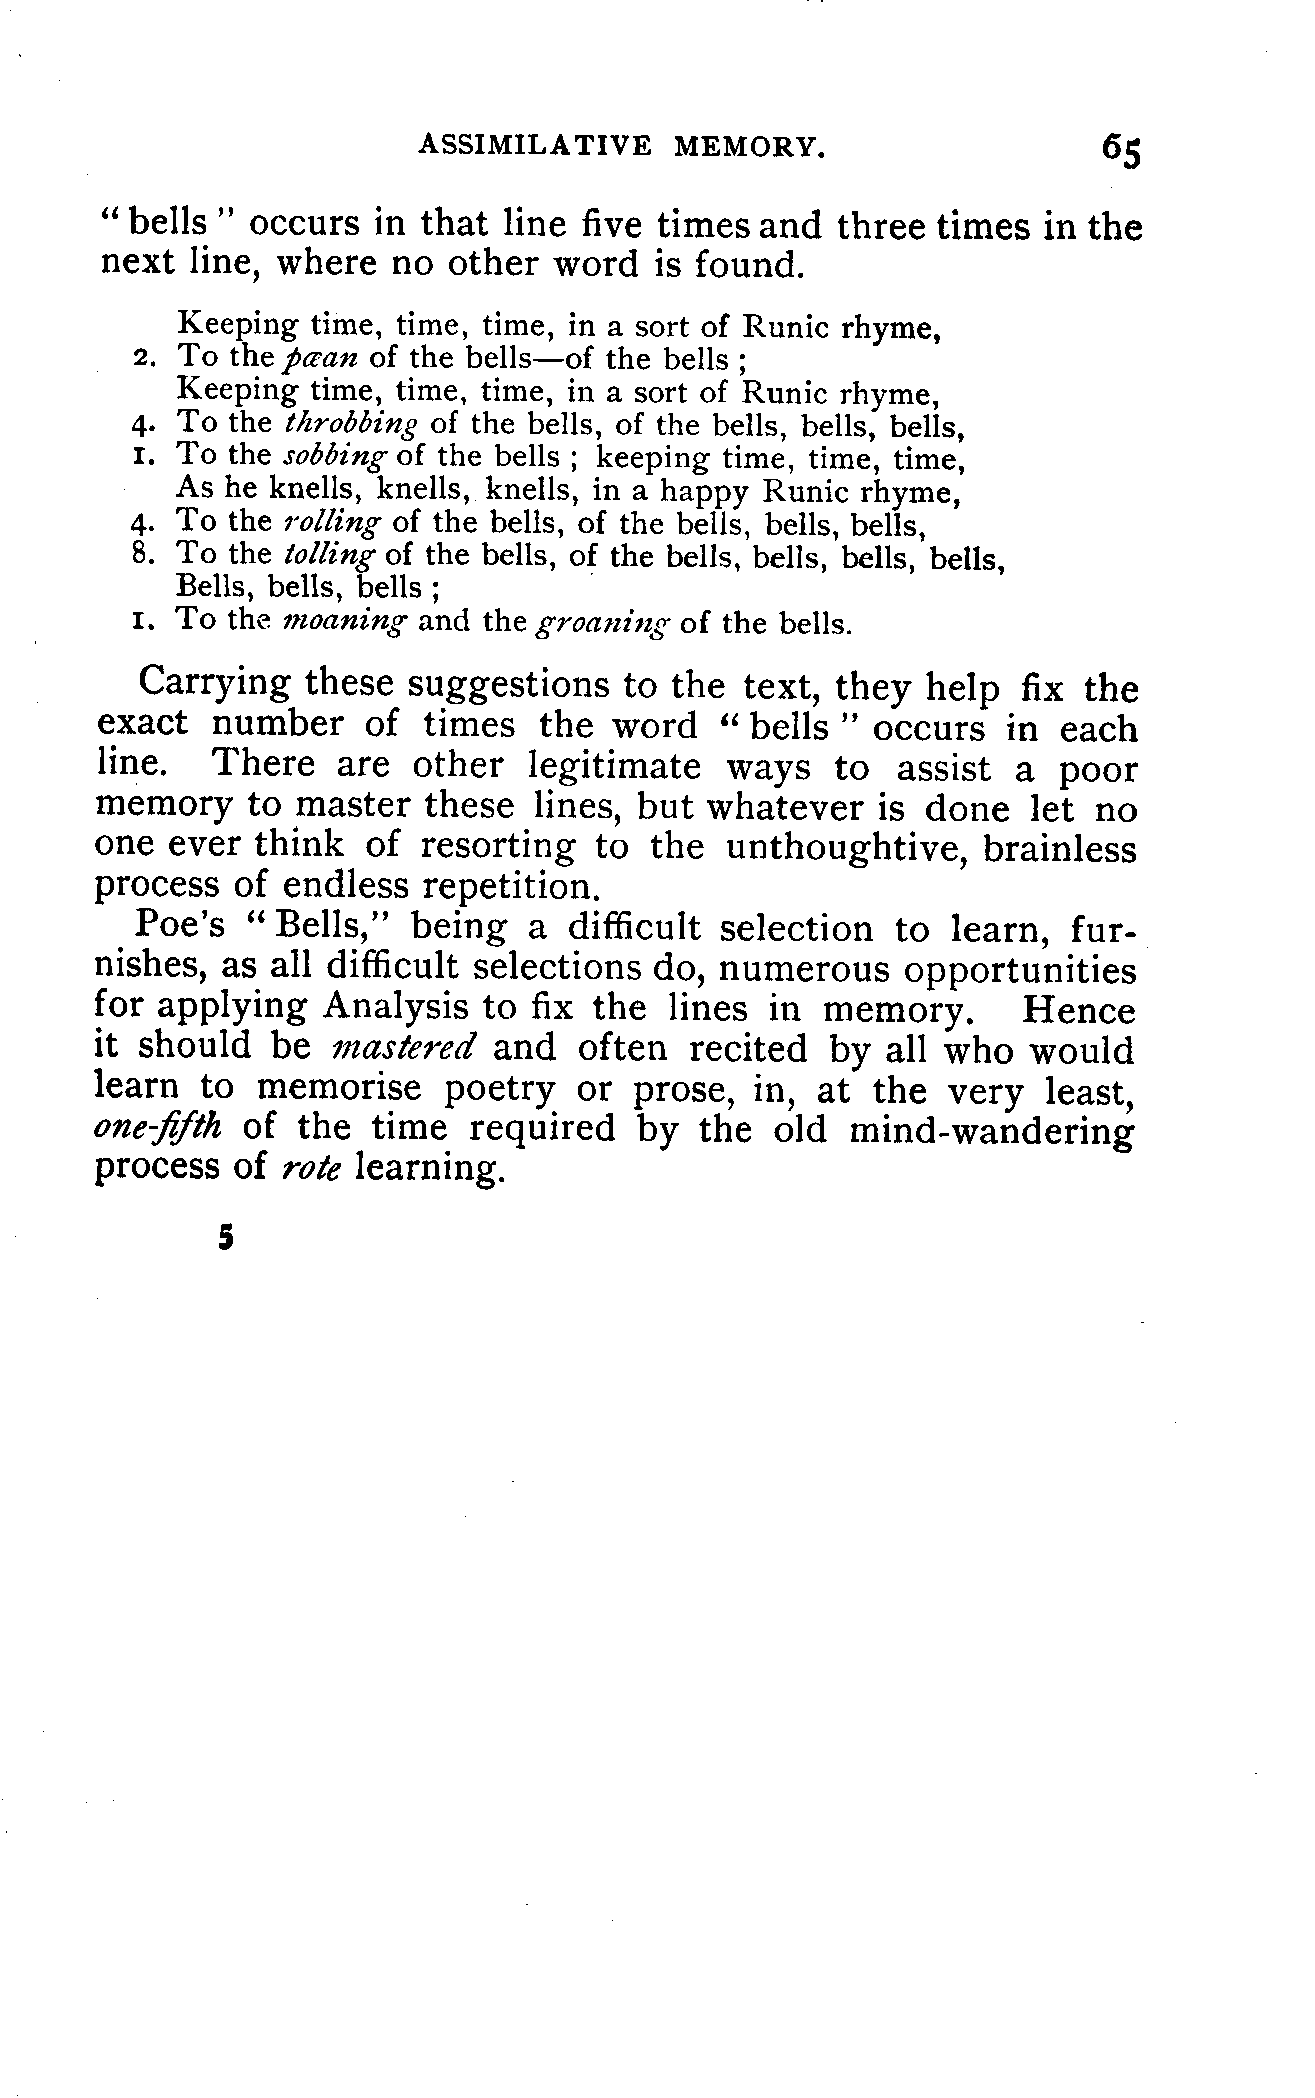 ASSIMILATIVE MEMORY. 65
“ bells ” occurs in that line five times and three times in the
next line, where no other word is found.
Keeping time, time, time, in a sort of Runic rhyme,
2. To the pæan of the bells—of the bells ;
Keeping time, time, time, in a sort of Runic rhyme,
4. To the throbbing of the bells, of the bells, bells, bells,
1. To the sobbing of the bells ; keeping time, time, time,
As he knells, knells, knells, in a happy Runic rhyme,
4. To the rolling of the bells, of the bells, bells, bells,
8. To the tolling of the bells, of the bells, bells, bells, bells,
Bells, bells, bells ;
1. To the moaning and the groaning of the bells.
Carrying these suggestions to the text, they help fix the
exact number of times the word “ bells ” occurs in each
line. There are other legitimate ways to assist a poor
memory to master these lines, but whatever is done let no
one ever think of resorting to the unthoughtive, brainless
process of endless repetition.
Poe’s “ Bells,” being a difficult selection to learn, fur-
nishes, as all difficult selections do, numerous opportunities
for applying Analysis to fix the lines in memory. Hence
it should be mastered and often recited by all who would
learn to memorise poetry or prose, in, at the very least,
one-fifth of the time required by the old mind-wandering
process of rote learning.
5